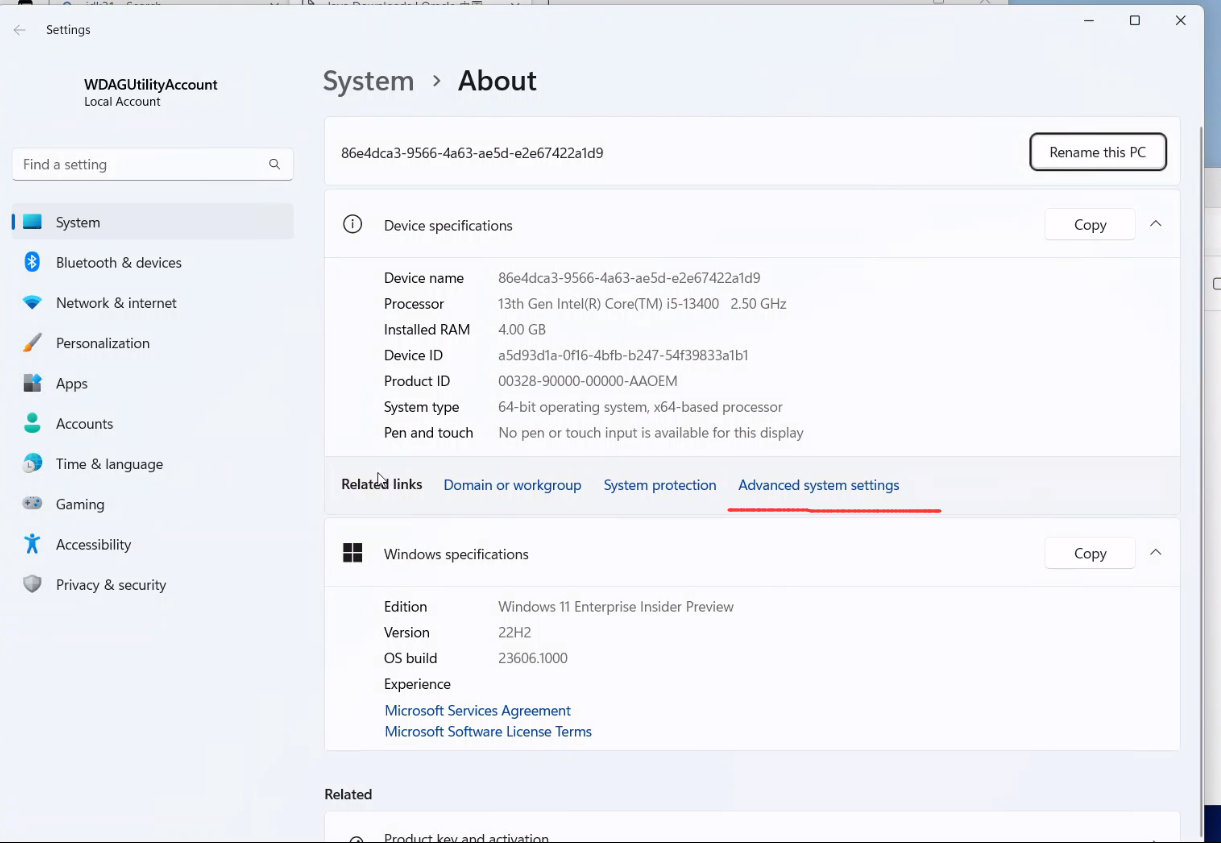 Settings
WDAGUtilityAccount
Local Account
Find a setting
System
Bluetooth & devices
Network & internet
Personalization
Apps
Accounts
Time & language
Gaming
Accessibility
Privacy & security
System › About
86e4dca3-9566-4a63-ae5d-e2e67422a1d9
Rename this PC
Device specifications
Copy
Device name 86e4dca3-9566-4a63-ae5d-e2e67422a1d9
Processor 13th Gen Intel(R) Core(TM) i5-13400 2.50 GHz
Installed RAM 4.00 GB
Device ID a5d93d1a-0f16-4bfb-b247-54f39833a1b1
Product ID 00328-90000-00000-AAOEM
System type 64-bit operating system, x64-based processor
Pen and touch No pen or touch input is available for this display
Related links Domain or workgroup System protection Advanced system settings
Windows specifications
Copy
Edition Windows 11 Enterprise Insider Preview
Version 22H2
OS build 23606.1000
Experience
Microsoft Services Agreement
Microsoft Software License Terms
Related
Product key and activation